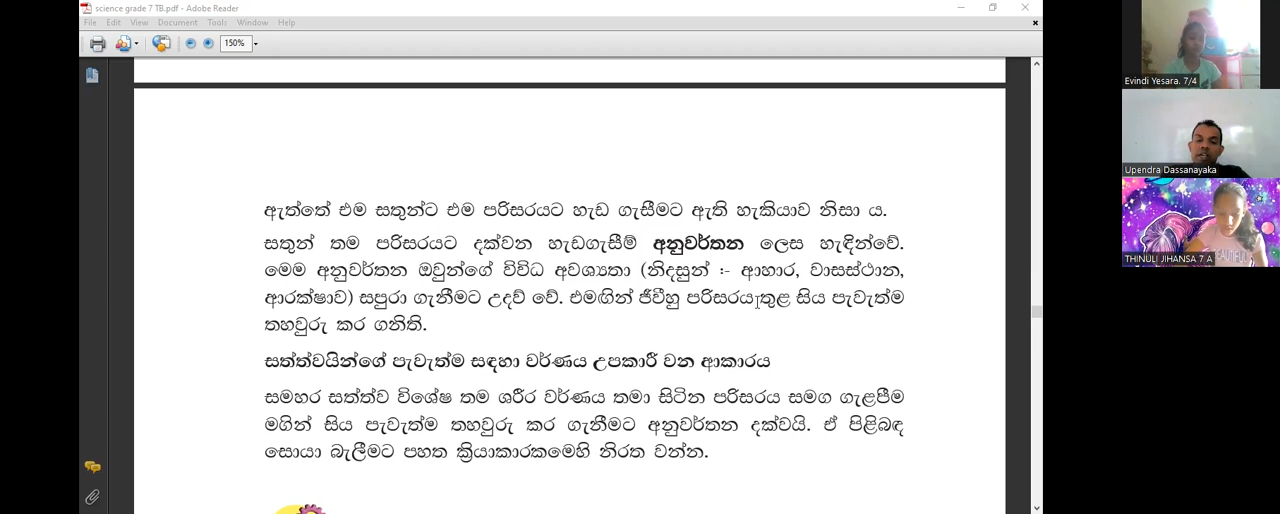 science grade 7 TB.pdf - Adobe Reader
File Edit View Document Tools Window Help
150%
ඇත්තේ එම සතුන්ට එම පරිසරයට හැඩ ගැසීමට ඇති හැකියාව නිසා ය.
සතුන් තම පරිසරයට දක්වන හැඩගැසීම් අනුවර්තන ලෙස හැඳින්වේ.
මෙම අනුවර්තන ඔවුන්ගේ විවිධ අවශ්‍යතා (නිදසුන් :- ආහාර, වාසස්ථාන,
ආරක්ෂාව) සපුරා ගැනීමට උදව් වේ. එමඟින් ජීවීහු පරිසරය තුළ සිය පැවැත්ම
තහවුරු කර ගනිති.
සත්ත්වයින්ගේ පැවැත්ම සඳහා වර්ණය උපකාරී වන ආකාරය
සමහර සත්ත්ව විශේෂ තම ශරීර වර්ණය තමා සිටින පරිසරය සමග ගැළපීම
මගින් සිය පැවැත්ම තහවුරු කර ගැනීමට අනුවර්තන දක්වයි. ඒ පිළිබඳ
සොයා බැලීමට පහත ක්‍රියාකාරකමෙහි නිරත වන්න.
Evindi Yesara. 7/4
Upendra Dassanayaka
BEAUTIFUL
THINULI JIHANSA.7 A